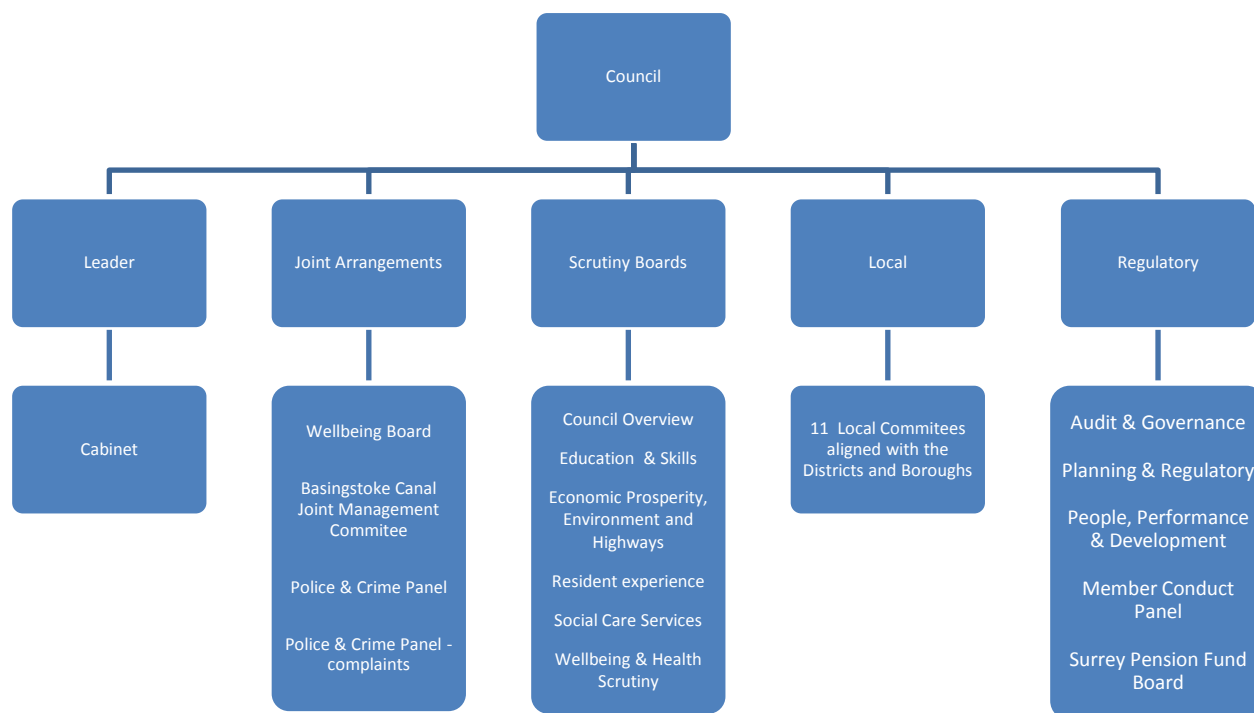 Council
Leader
Joint Arrangements
Scrutiny Boards
Local
Regulatory
Cabinet
Wellbeing Board
Basingstoke Canal
Joint Management
Commitee
Police & Crime Panel
Police & Crime Panel -
complaints
Council Overview
Education & Skills
Economic Prosperity,
Environment and
Highways
Resident experience
Social Care Services
Wellbeing & Health
Scrutiny
11 Local Commitees
aligned with the
Districts and Boroughs
Audit & Governance
Planning & Regulatory
People, Performance
& Development
Member Conduct
Panel
Surrey Pension Fund
Board